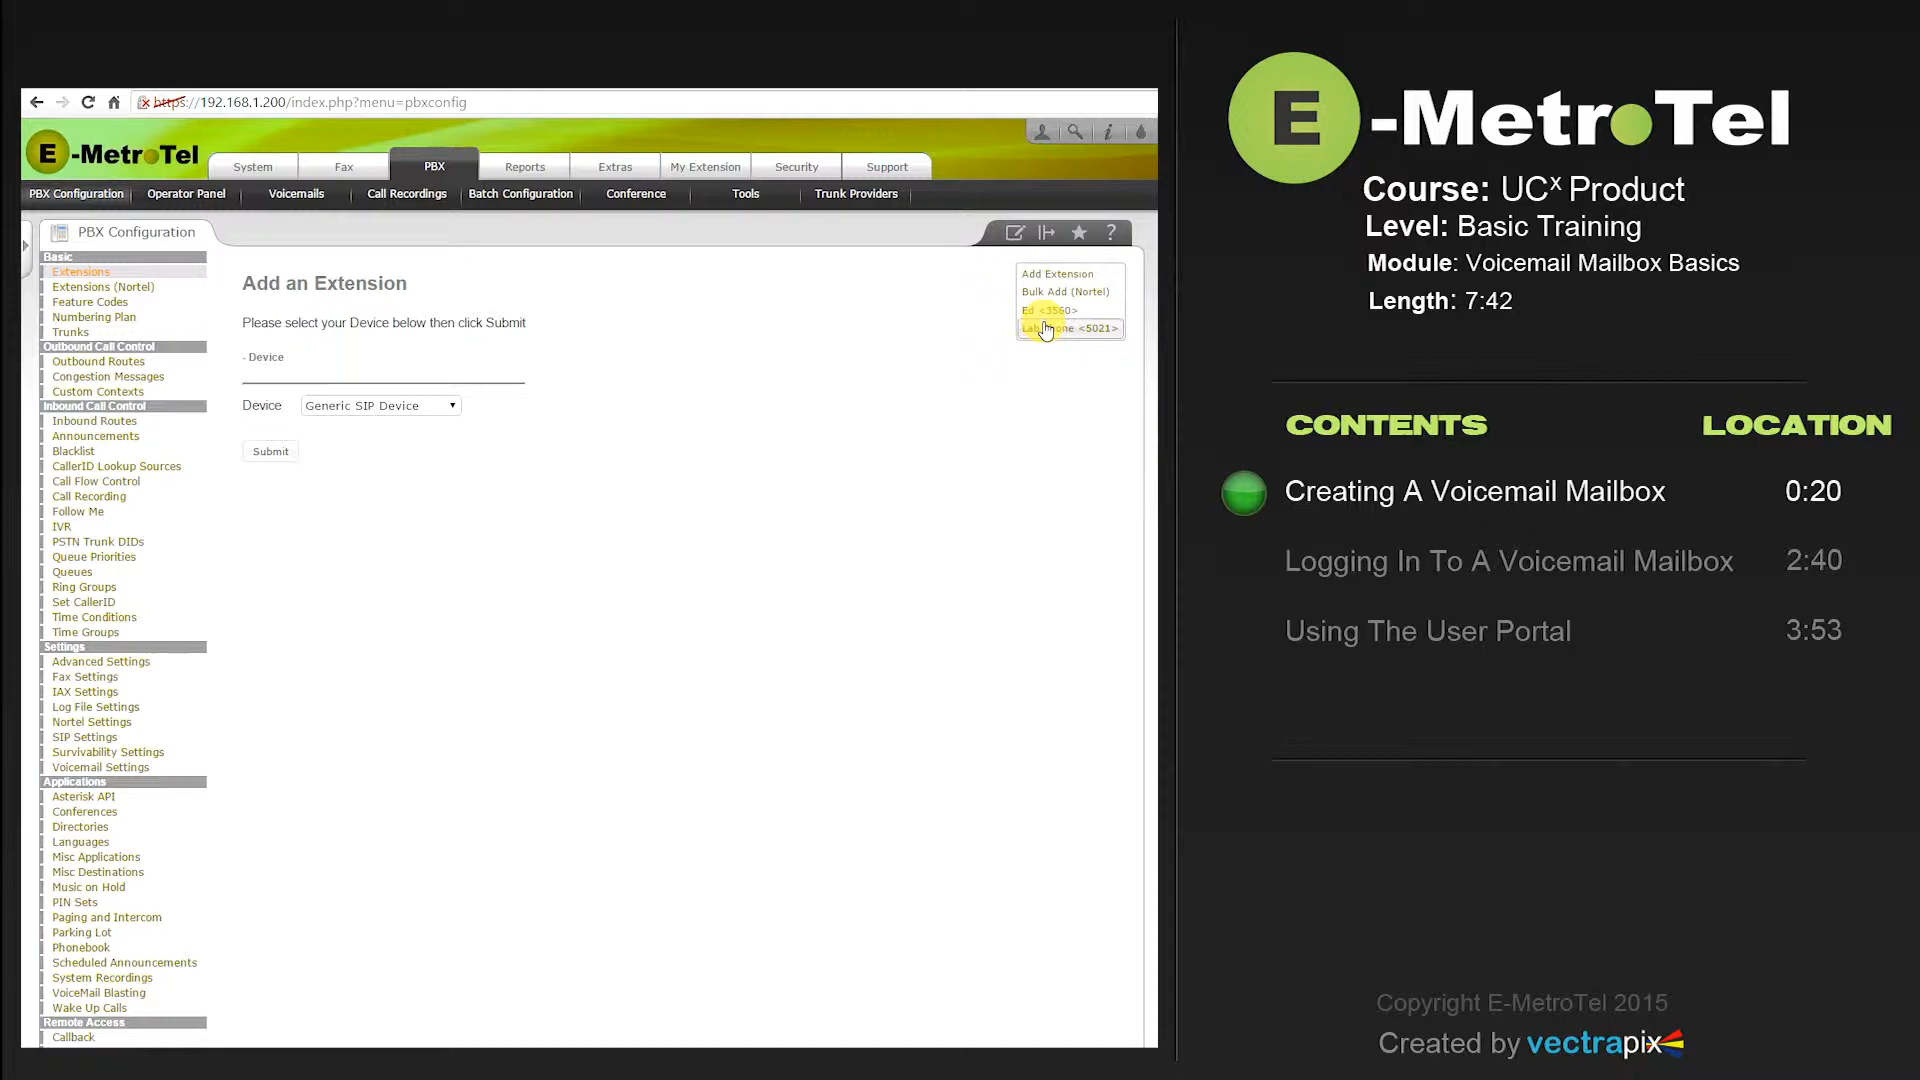 https://192.168.1.200/index.php?menu=pbxconfig
E-MetroTel
System Fax PBX Reports Extras My Extension Security Support
PBX Configuration Operator Panel Voicemails Call Recordings Batch Configuration Conference Tools Trunk Providers
PBX Configuration
Basic
Extensions
Extensions (Nortel)
Feature Codes
Numbering Plan
Trunks
Outbound Call Control
Outbound Routes
Congestion Messages
Custom Contexts
Inbound Call Control
Inbound Routes
Announcements
Blacklist
CallerID Lookup Sources
Call Flow Control
Call Recording
Follow Me
IVR
PSTN Trunk DIDs
Queue Priorities
Queues
Ring Groups
Set CallerID
Time Conditions
Time Groups
Settings
Advanced Settings
Fax Settings
IAX Settings
Log File Settings
Nortel Settings
SIP Settings
Survivability Settings
Voicemail Settings
Applications
Asterisk API
Conferences
Directories
Languages
Misc Applications
Misc Destinations
Music on Hold
PIN Sets
Paging and Intercom
Parking Lot
Phonebook
Scheduled Announcements
System Recordings
VoiceMail Blasting
Wake Up Calls
Remote Access
Callback
Add an Extension
Please select your Device below then click Submit
- Device
Device Generic SIP Device
Submit
Add Extension
Bulk Add (Nortel)
Ed <3560>
<5021>
E-MetroTel
Course: UCx Product
Level: Basic Training
Module: Voicemail Mailbox Basics
Length: 7:42
CONTENTS LOCATION
Creating A Voicemail Mailbox 0:20
Logging In To A Voicemail Mailbox 2:40
Using The User Portal 3:53
Copyright E-MetroTel 2015
Created by vectrapix